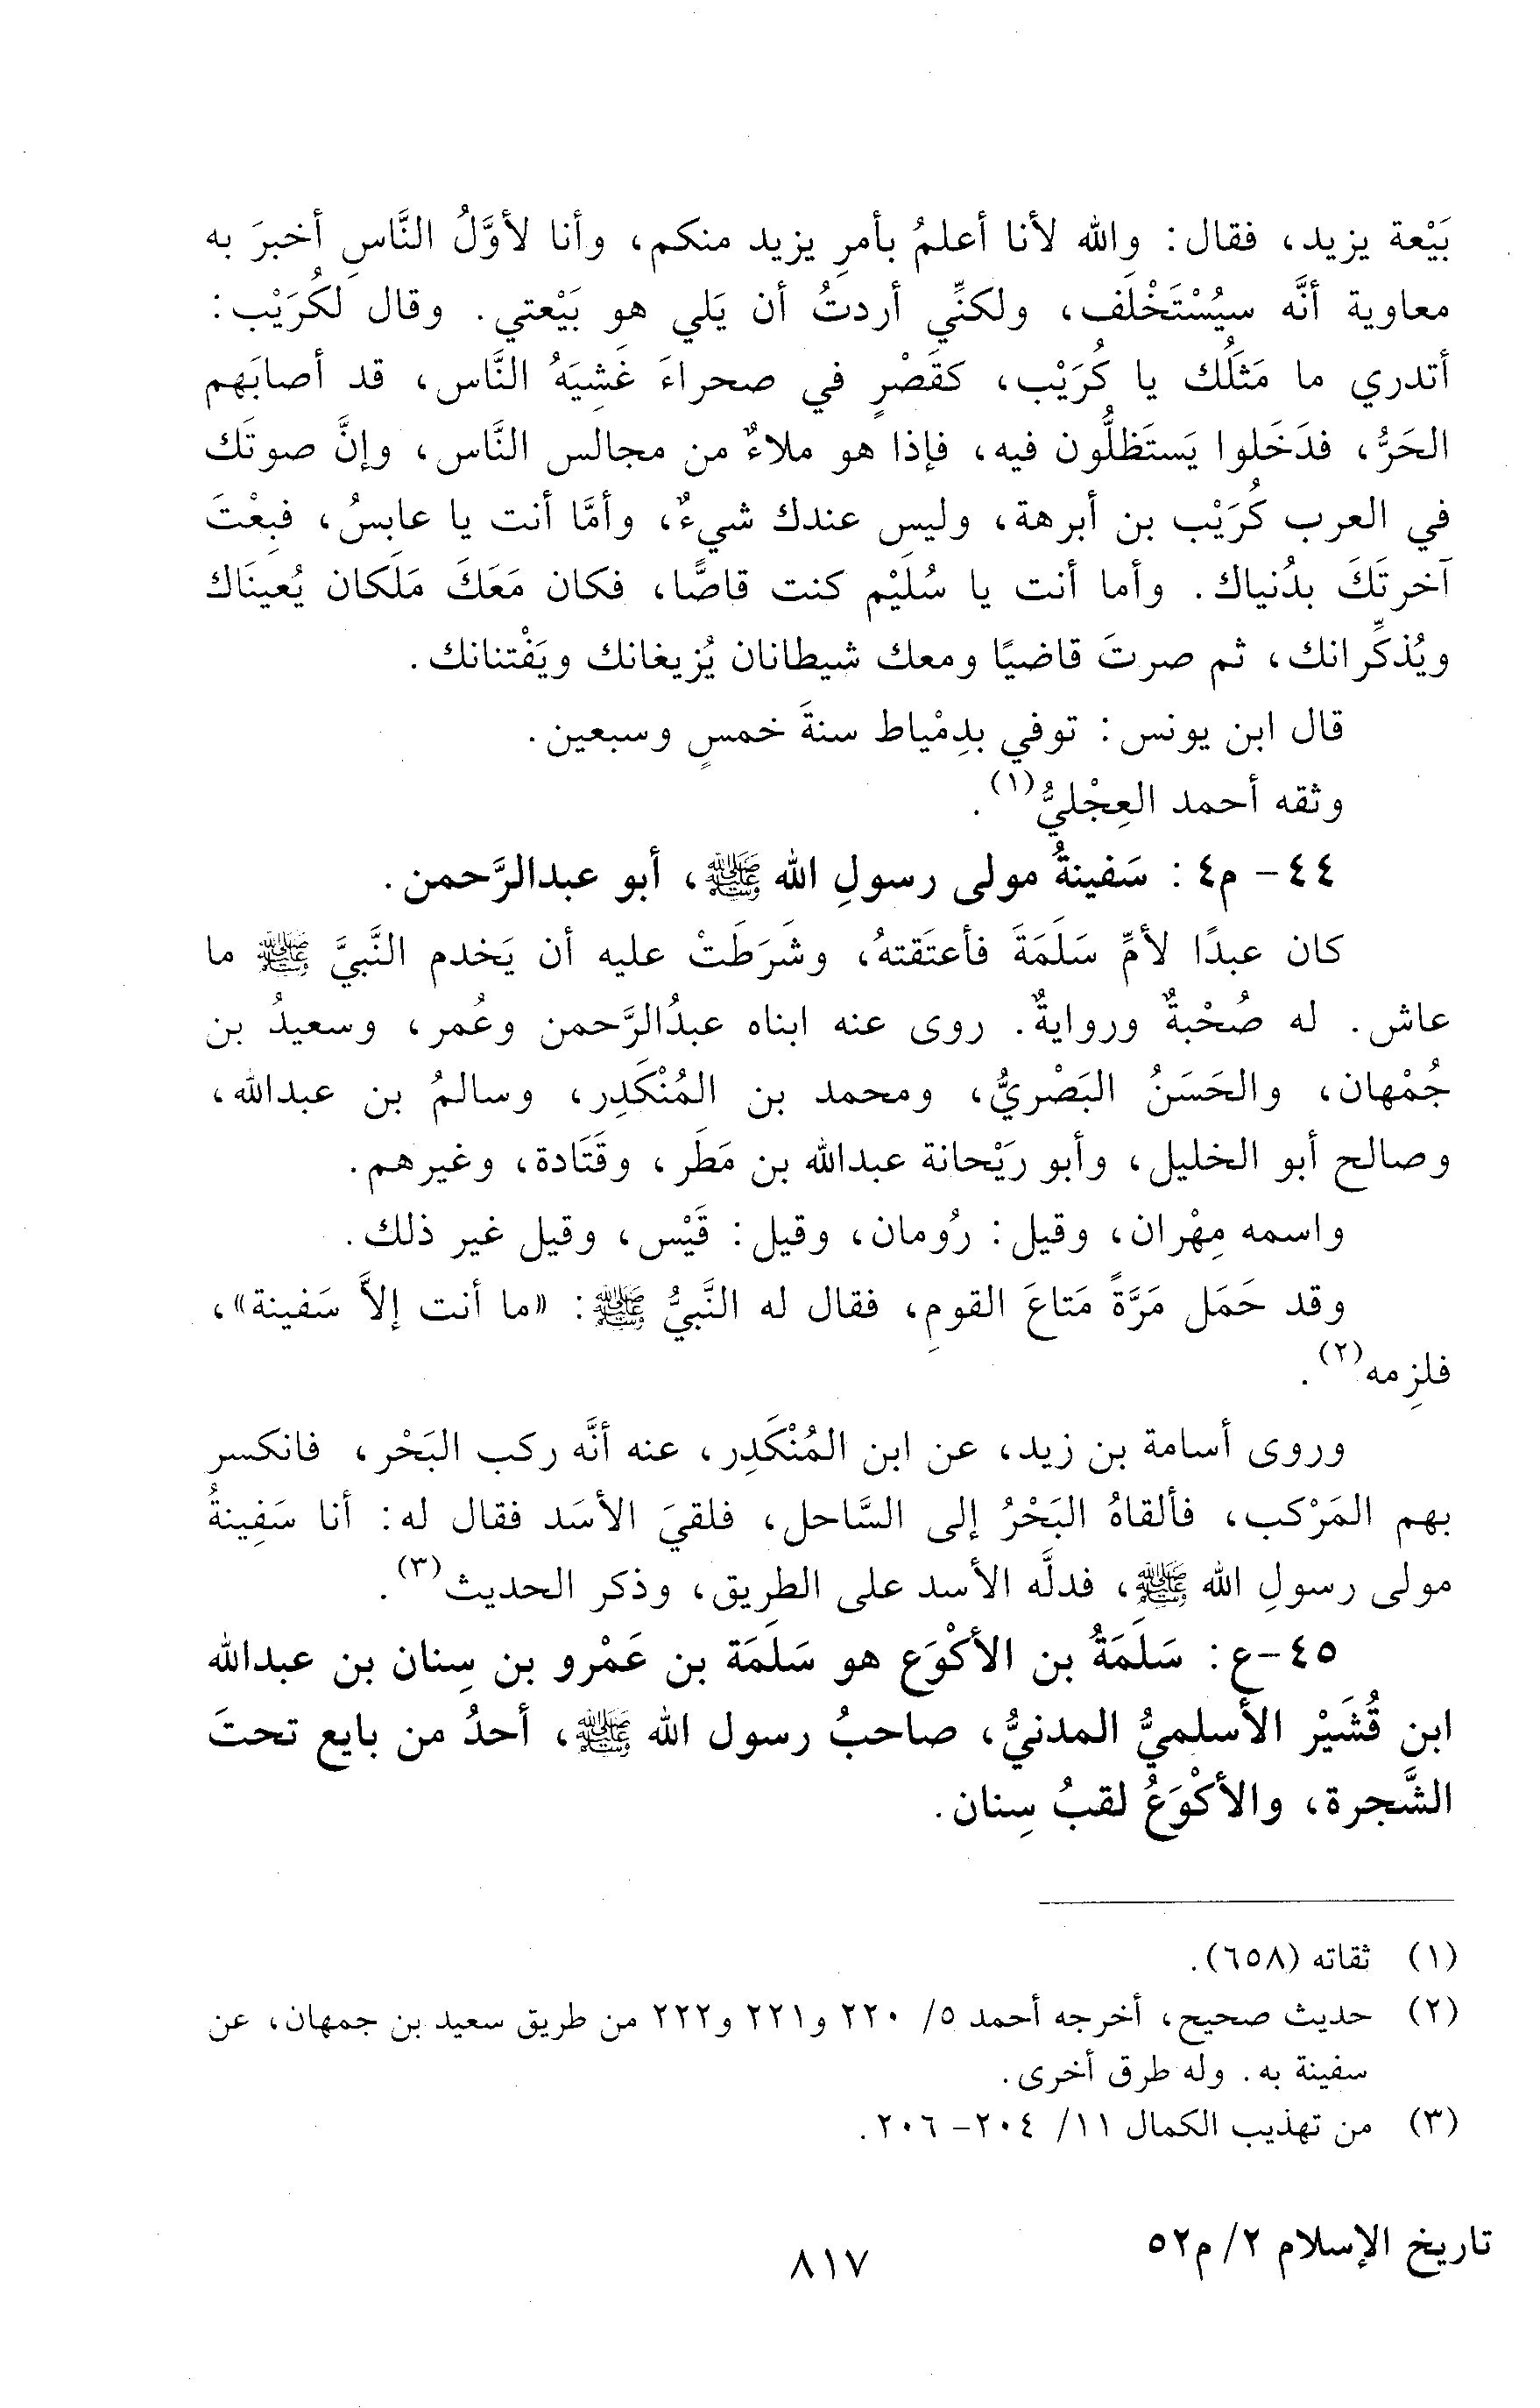 بَيْعة يزيد، فقال: والله لأنا أعلمُ بأمرِ يزيد منكم، وأنا لأوَّلُ النَّاسِ أخبرَ به
معاوية أنَّه سيُسْتَخْلَف، ولكنِّي أردتُ أن يَلي هو بَيْعتي. وقال لكُرَيْب:
أتدري ما مَثَلُك يا كُرَيْب، كقَصْرٍ في صحراءَ غَشِيَهُ النَّاس، قد أصابَهم
الحَرُّ، فدَخَلوا يَستَظلُّون فيه، فإذا هو ملاءٌ من مجالس النَّاس، وإنَّ صوتَك
في العرب كُرَيْب بن أبرهة، وليس عندك شيءٌ، وأمَّا أنت يا عابسُ، فبِعْتَ
آخرتَكَ بدُنياك. وأما أنت يا سُلَيْم كنت قاصًّا، فكان مَعَكَ مَلَكان يُعينَاك
ويُذكِّرانك، ثم صرتَ قاضيًا ومعك شيطانان يُزيغانك ويَفْتنانك.
قال ابن يونس: توفي بدِمْياط سنةَ خمسٍ وسبعين.
وثقه أحمد العِجْليُّ(١).
٤٤- م٤: سَفينةُ مولى رسولِ الله ﷺ، أبو عبدالرَّحمن.
كان عبدًا لأمِّ سَلَمَةَ فأعتَقتهُ، وشَرَطَتْ عليه أن يَخدم النَّبيَّ ﷺ ما
عاش. له صُحْبةٌ وروايةٌ. روى عنه ابناه عبدُالرَّحمن وعُمر، وسعيدُ بن
جُمْهان، والحَسَنُ البَصْريُّ، ومحمد بن المُنْكَدِر، وسالمُ بن عبدالله،
وصالح أبو الخليل، وأبو رَيْحانة عبدالله بن مَطَر، وقَتَادة، وغيرهم.
واسمه مِهْران، وقيل: رُومان، وقيل: قَيْس، وقيل غير ذلك.
وقد حَمَل مَرَّةً مَتاعَ القومِ، فقال له النَّبيُّ ﷺ: «ما أنت إلاَّ سَفينة»،
فلزِمه(٢).
وروى أسامة بن زيد، عن ابن المُنْكَدِر، عنه أنَّه ركب البَحْر، فانكسر
بهم المَرْكب، فألقاهُ البَحْرُ إلى السَّاحل، فلقيَ الأسَد فقال له: أنا سَفِينةُ
مولى رسولِ الله ﷺ، فدلَّه الأسد على الطرِيق، وذكر الحديث(٣).
٤٥-ع: سَلَمَةُ بن الأكْوَع هو سَلَمَة بن عَمْرو بن سِنان بن عبدالله
ابن قُشَيْر الأسلميُّ المدنيُّ، صاحبُ رسول الله ﷺ، أحدُ من بايع تحتَ
الشَّجرة، والأكْوَعُ لقبُ سِنان.
(١) ثقاته (٦٥٨).
(٢) حديث صحيح، أخرجه أحمد ٥/ ٢٢٠ و٢٢١ و٢٢٢ من طريق سعيد بن جمهان، عن
سفينة به. وله طرق أخرى.
(٣) من تهذيب الكمال ١١/ ٢٠٤- ٢٠٦.
تاريخ الإسلام ٢/ م٥٢
٨١٧